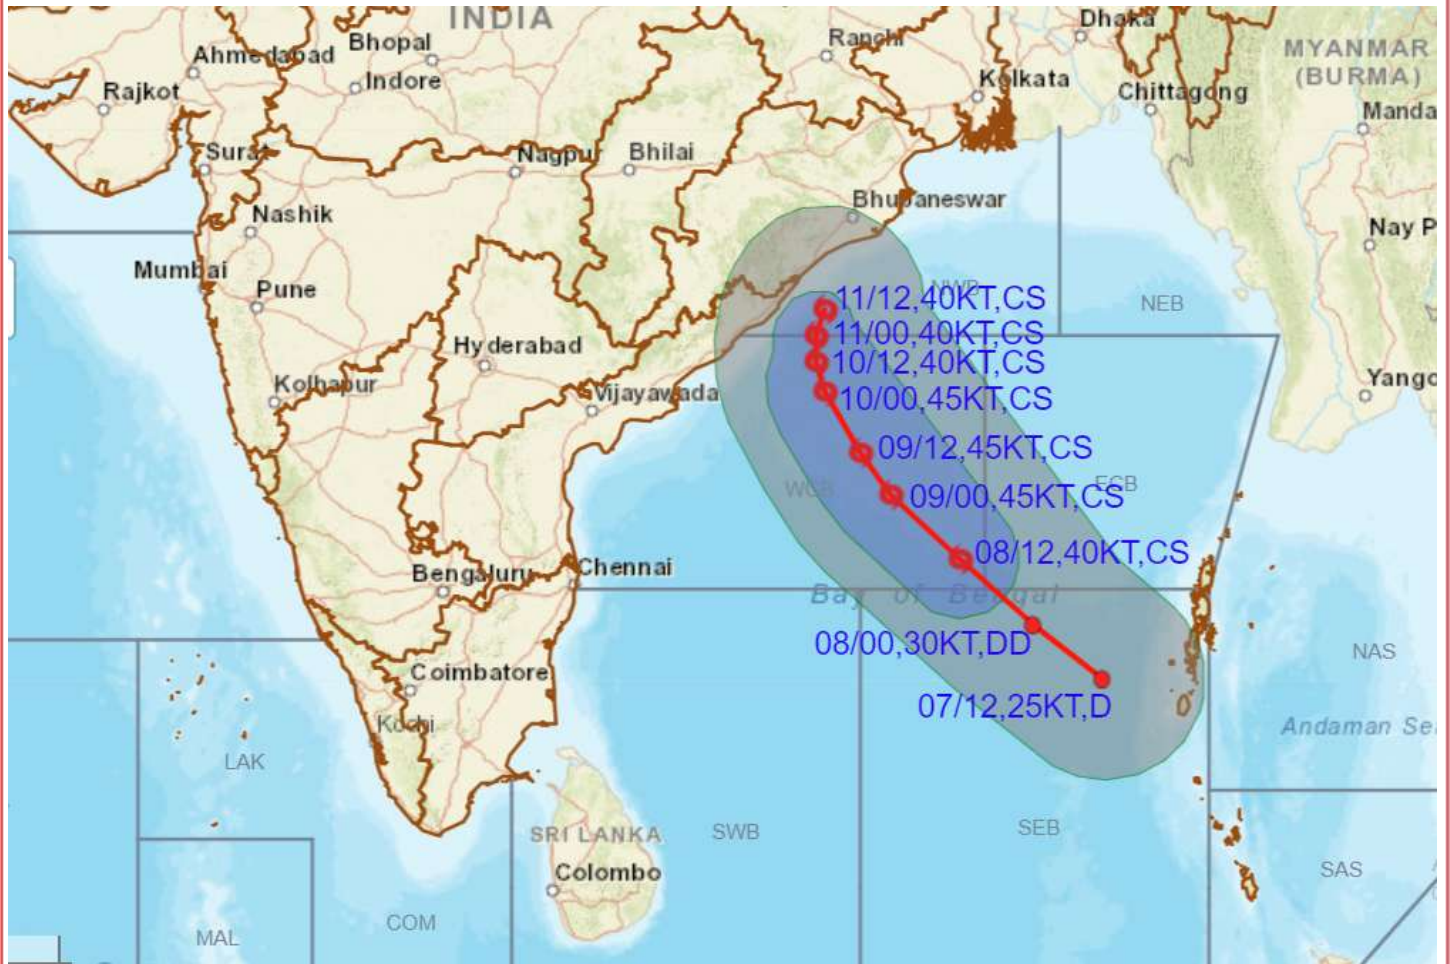 INDIA
Dhaka
Bhopal
Ranchi
MYANMAR
(BURMA)
Ahmedabad
Indore
Kolkata
Rajkot
Chittagong
Manda
Surat
Nagpur
Bhilai
Bhubaneswar
Nashik
Nay P
Mumbai
Pune
NWB
11/12,40KT,CS
NEB
11/00,40KT,CS
Hyderabad
10/12,40KT,CS
Kolhapur
Vijayawada
10/00,45KT,CS
Yango
09/12,45KT,CS
WCB
ECB
09/00,45KT,CS
08/12,40KT,CS
Chennai
Bengaluru
Bay of Bengal
08/00,30KT,DD
NAS
Coimbatore
07/12,25KT,D
Kochi
Andaman Se
LAK
SRI LANKA
SWB
SEB
Colombo
SAS
COM
MAL